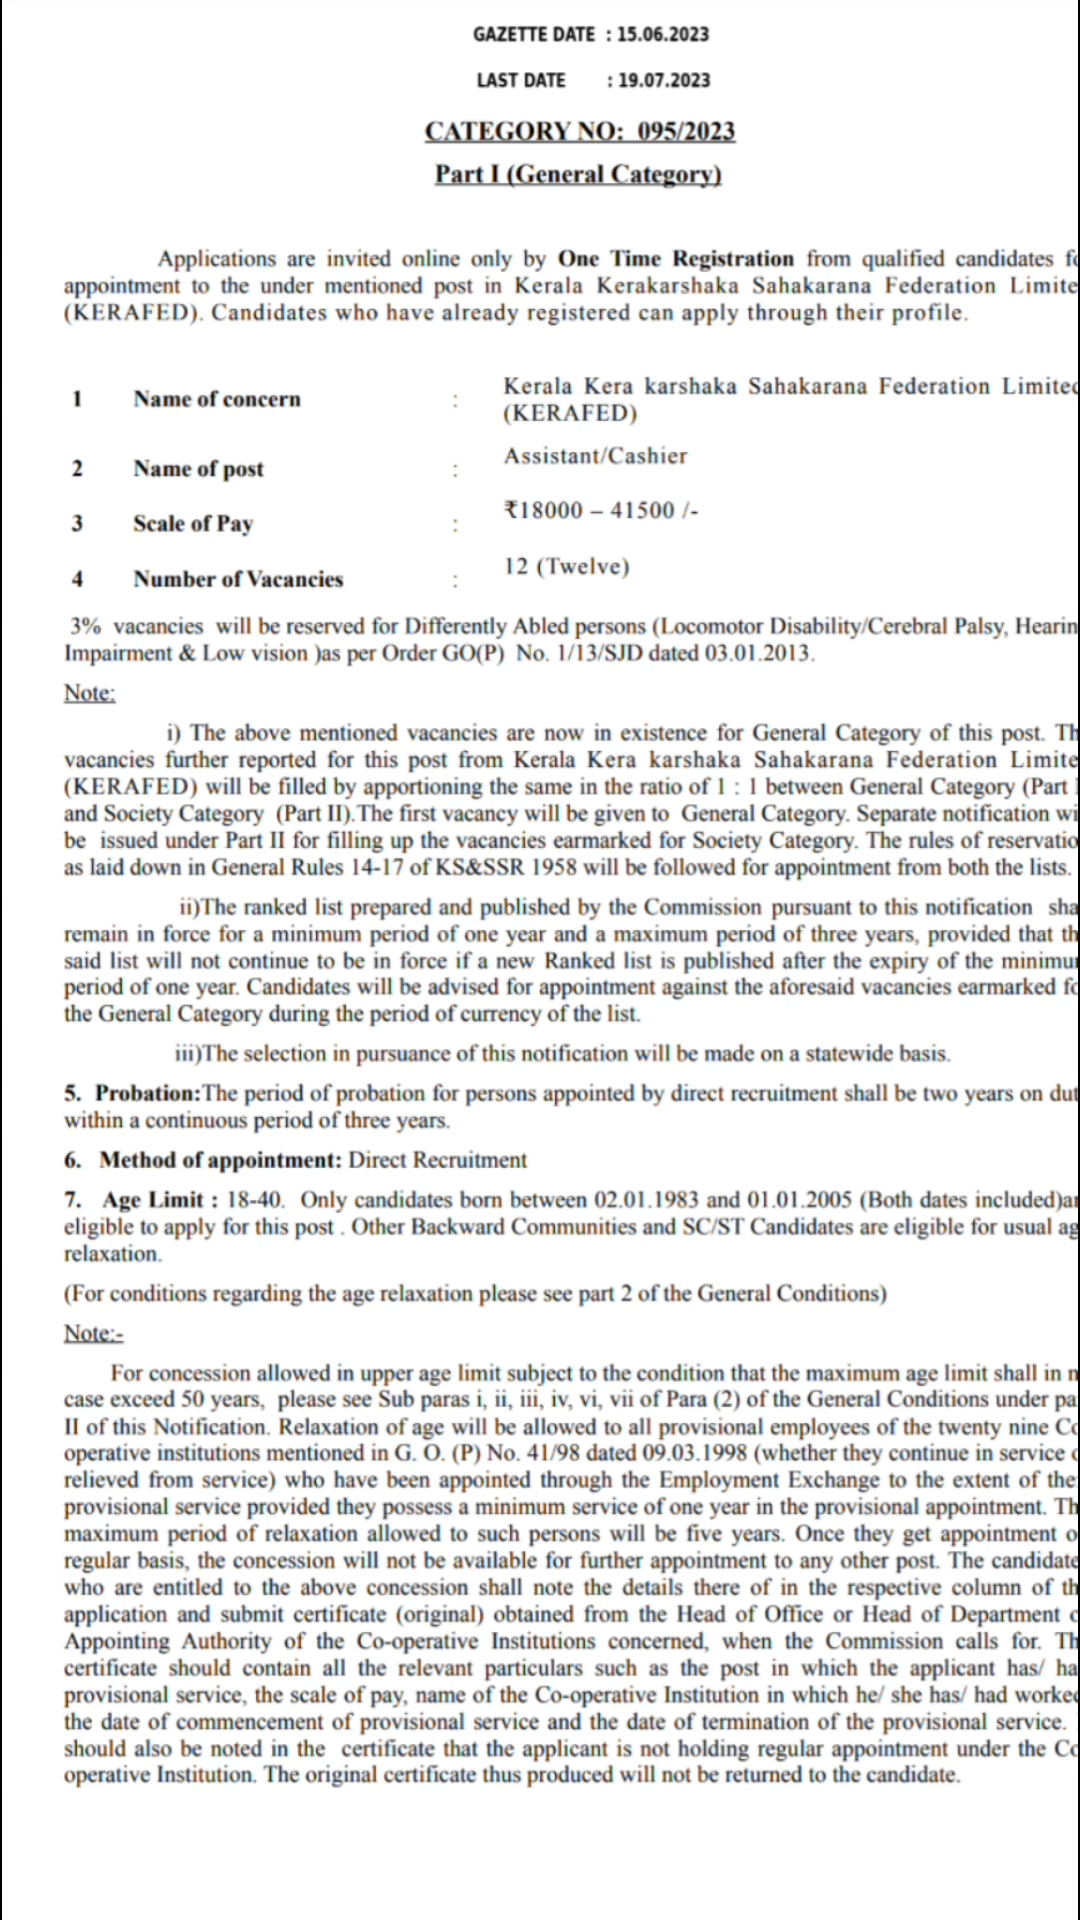 GAZETTE DATE : 15.06.2023
LAST DATE : 19.07.2023
CATEGORY NO: 095/2023
Part I (General Category)
Applications are invited online only by One Time Registration from qualified candidates
appointment to the under mentioned post in Kerala Kerakarshaka Sahakarana Federation Limite
(KERAFED). Candidates who have already registered can apply through their profile.
1 Name of concern : Kerala Kera karshaka Sahakarana Federation Limited
(KERAFED)
2 Name of post : Assistant/Cashier
3 Scale of Pay : ₹18000 – 41500 /-
4 Number of Vacancies : 12 (Twelve)
3% vacancies will be reserved for Differently Abled persons (Locomotor Disability/Cerebral Palsy, Hearin
Impairment & Low vision )as per Order GO(P) No. 1/13/SJD dated 03.01.2013.
Note:
i) The above mentioned vacancies are now in existence for General Category of this post. Th
vacancies further reported for this post from Kerala Kera karshaka Sahakarana Federation Limite
(KERAFED) will be filled by apportioning the same in the ratio of 1 : 1 between General Category (Part I
and Society Category (Part II).The first vacancy will be given to General Category. Separate notification wi
be issued under Part II for filling up the vacancies earmarked for Society Category. The rules of reservatio
as laid down in General Rules 14-17 of KS&SSR 1958 will be followed for appointment from both the lists.
ii)The ranked list prepared and published by the Commission pursuant to this notification sha
remain in force for a minimum period of one year and a maximum period of three years, provided that th
said list will not continue to be in force if a new Ranked list is published after the expiry of the minimu
period of one year. Candidates will be advised for appointment against the aforesaid vacancies earmarked fo
the General Category during the period of currency of the list.
iii)The selection in pursuance of this notification will be made on a statewide basis.
5. Probation:The period of probation for persons appointed by direct recruitment shall be two years on dut
within a continuous period of three years.
6. Method of appointment: Direct Recruitment
7. Age Limit : 18-40. Only candidates born between 02.01.1983 and 01.01.2005 (Both dates included)ar
eligible to apply for this post . Other Backward Communities and SC/ST Candidates are eligible for usual ag
relaxation.
(For conditions regarding the age relaxation please see part 2 of the General Conditions)
Note:-
For concession allowed in upper age limit subject to the condition that the maximum age limit shall in n
case exceed 50 years, please see Sub paras i, ii, iii, iv, vi, vii of Para (2) of the General Conditions under pa
II of this Notification. Relaxation of age will be allowed to all provisional employees of the twenty nine Co
operative institutions mentioned in G. O. (P) No. 41/98 dated 09.03.1998 (whether they continue in service o
relieved from service) who have been appointed through the Employment Exchange to the extent of the
provisional service provided they possess a minimum service of one year in the provisional appointment. Th
maximum period of relaxation allowed to such persons will be five years. Once they get appointment o
regular basis, the concession will not be available for further appointment to any other post. The candidate
who are entitled to the above concession shall note the details there of in the respective column of th
application and submit certificate (original) obtained from the Head of Office or Head of Department o
Appointing Authority of the Co-operative Institutions concerned, when the Commission calls for. Th
certificate should contain all the relevant particulars such as the post in which the applicant has/ ha
provisional service, the scale of pay, name of the Co-operative Institution in which he/ she has/ had worked
the date of commencement of provisional service and the date of termination of the provisional service.
should also be noted in the certificate that the applicant is not holding regular appointment under the Co
operative Institution. The original certificate thus produced will not be returned to the candidate.